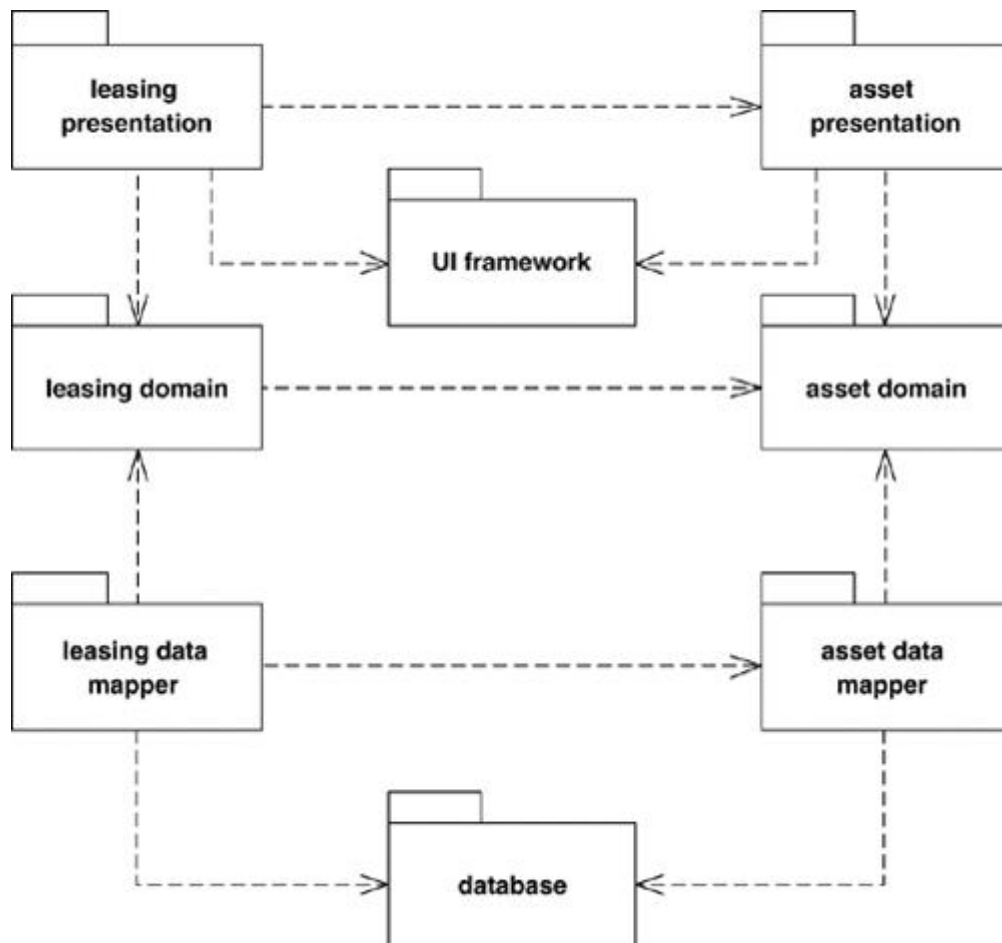 leasing
presentation
asset
presentation
UI framework
leasing domain
asset domain
leasing data
mapper
asset data
mapper
database